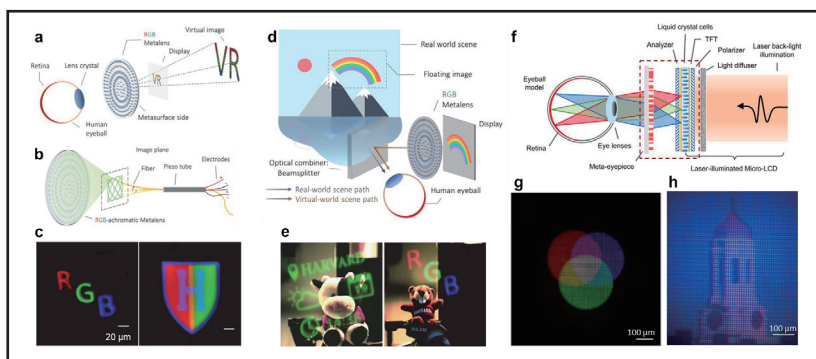 a
RGB
Metalens
Display
Virtual image
Retina
Lens crystal
VR
VR
Human
eyeball
Metasurface side
b
Image plane
Fiber
Piezo tube
Electrodes
RGB-achromatic Metalens
c
R
G
B
20 μm
H
d
Real world scene
Floating image
RGB
Metalens
Display
Optical combiner:
Beamsplitter
Real-world scene path
Virtual-world scene path
Human eyeball
e
HARVARD
R
G
B
f
Liquid crystal cells
Analyzer
TFT
Polarizer
Light diffuser
Laser back-light
illumination
Eyeball
model
Eye lenses
Retina
Meta-eyepiece
Laser-illuminated Micro-LCD
g
100 μm
h
100 μm